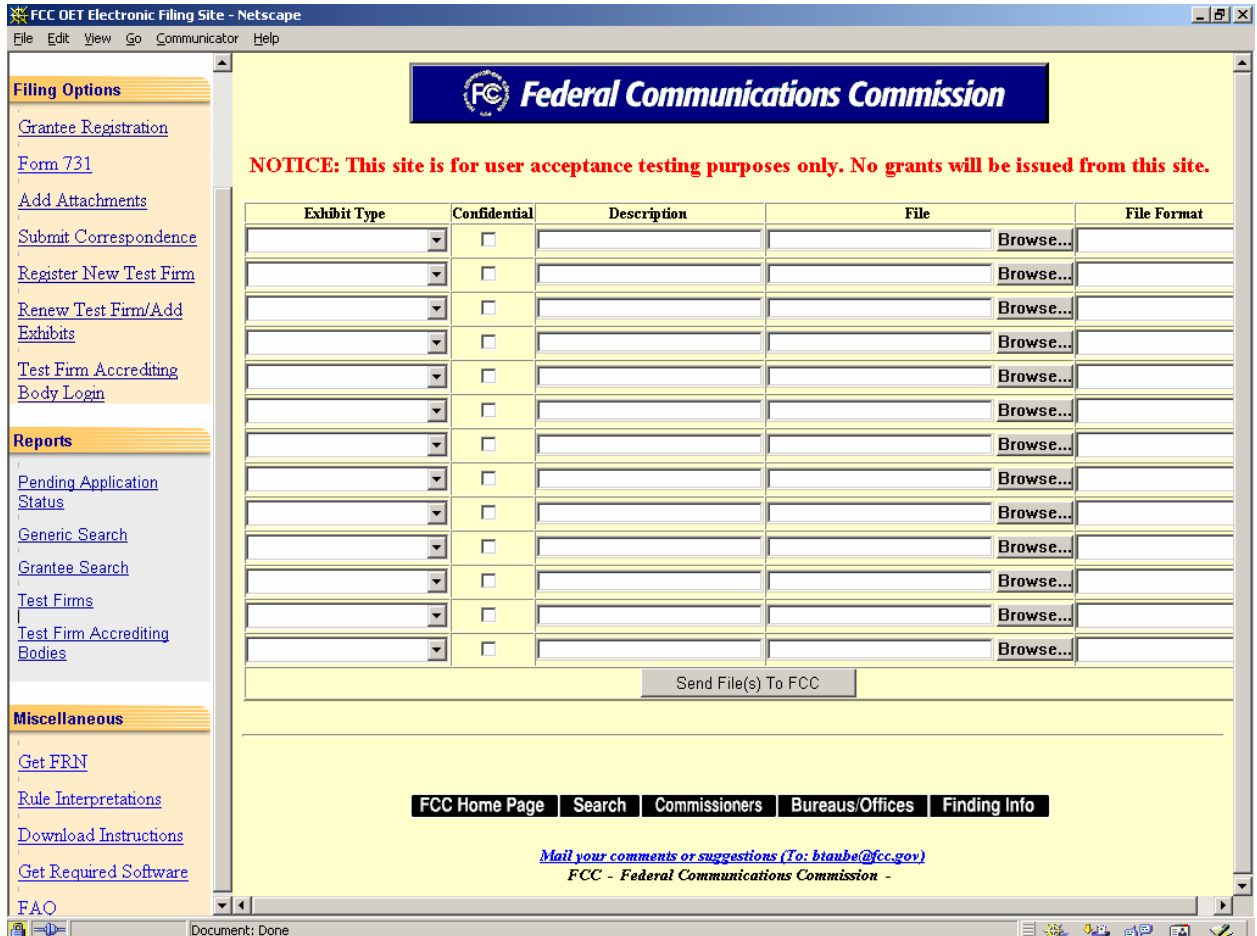 FCC OET Electronic Filing Site - Netscape
File Edit View Go Communicator Help
Filing Options
Grantee Registration
Form 731
Add Attachments
Submit Correspondence
Register New Test Firm
Renew Test Firm/Add
Exhibits
Test Firm Accrediting
Body Login
Reports
Pending Application
Status
Generic Search
Grantee Search
Test Firms
Test Firm Accrediting
Bodies
Miscellaneous
Get FRN
Rule Interpretations
Download Instructions
Get Required Software
FAQ
FCC Federal Communications Commission
NOTICE: This site is for user acceptance testing purposes only. No grants will be issued from this site.
Exhibit Type Confidential Description File File Format
Browse...
Browse...
Browse...
Browse...
Browse...
Browse...
Browse...
Browse...
Browse...
Browse...
Browse...
Browse...
Browse...
Send File(s) To FCC
FCC Home Page Search Commissioners Bureaus/Offices Finding Info
Mail your comments or suggestions (To: btaube@fcc.gov)
FCC - Federal Communications Commission -
Document: Done